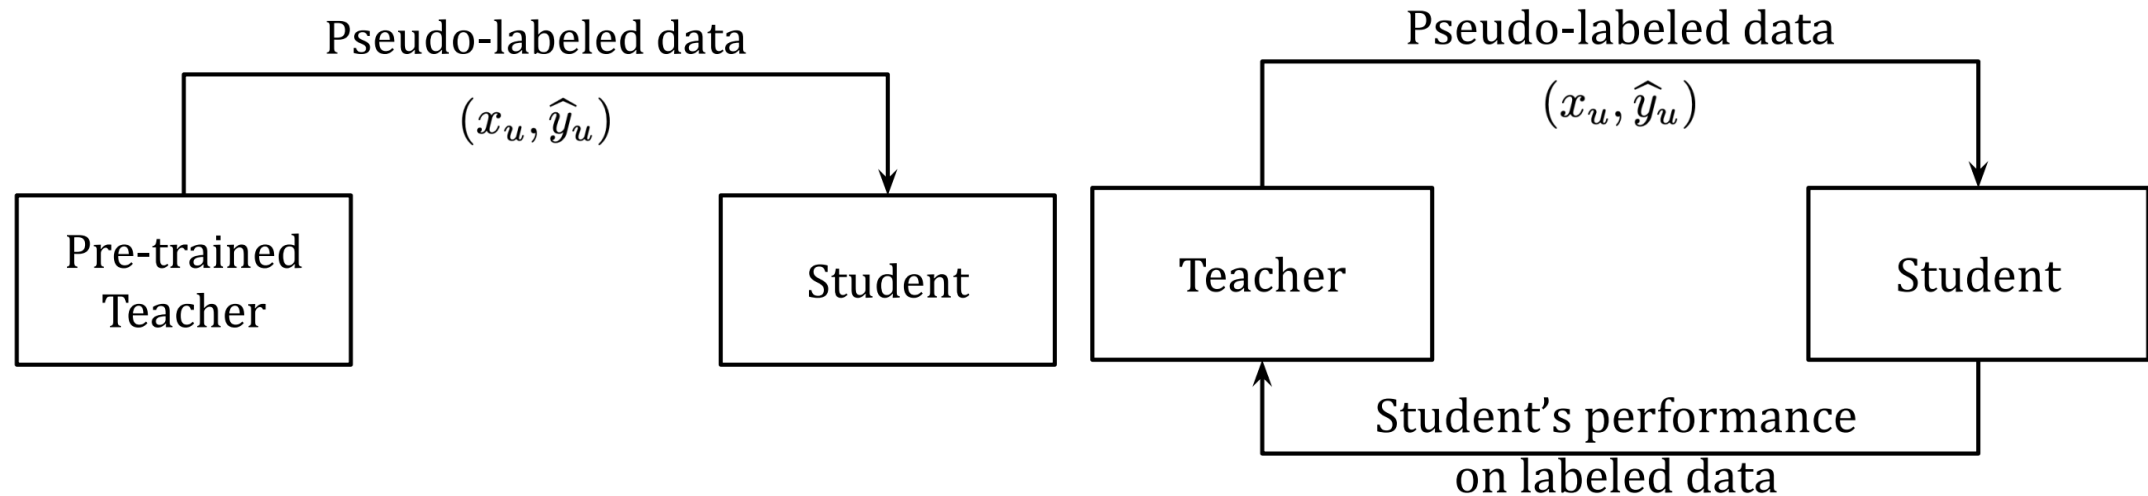 Pseudo-labeled data
(x_u, ŷ_u)
Pre-trained
Teacher
Student
Pseudo-labeled data
(x_u, ŷ_u)
Teacher
Student
Student’s performance
on labeled data